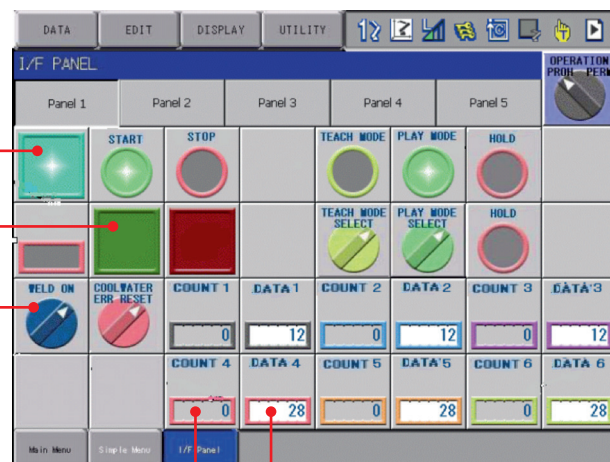 DATA EDIT DISPLAY UTILITY
I/F PANEL
OPERATION
PROH PERM
Panel 1 Panel 2 Panel 3 Panel 4 Panel 5
START STOP TEACH MODE PLAY MODE HOLD
TEACH MODE SELECT PLAY MODE SELECT HOLD
WELD ON COOLWATER ERR RESET COUNT 1 DATA 1 COUNT 2 DATA 2 COUNT 3 DATA'3
0 12 0 12 0 12
COUNT 4 DATA 4 COUNT 5 DATA'5 COUNT 6 DATA 6
0 28 0 28 0 28
Main Menu Simple Menu I/F Panel